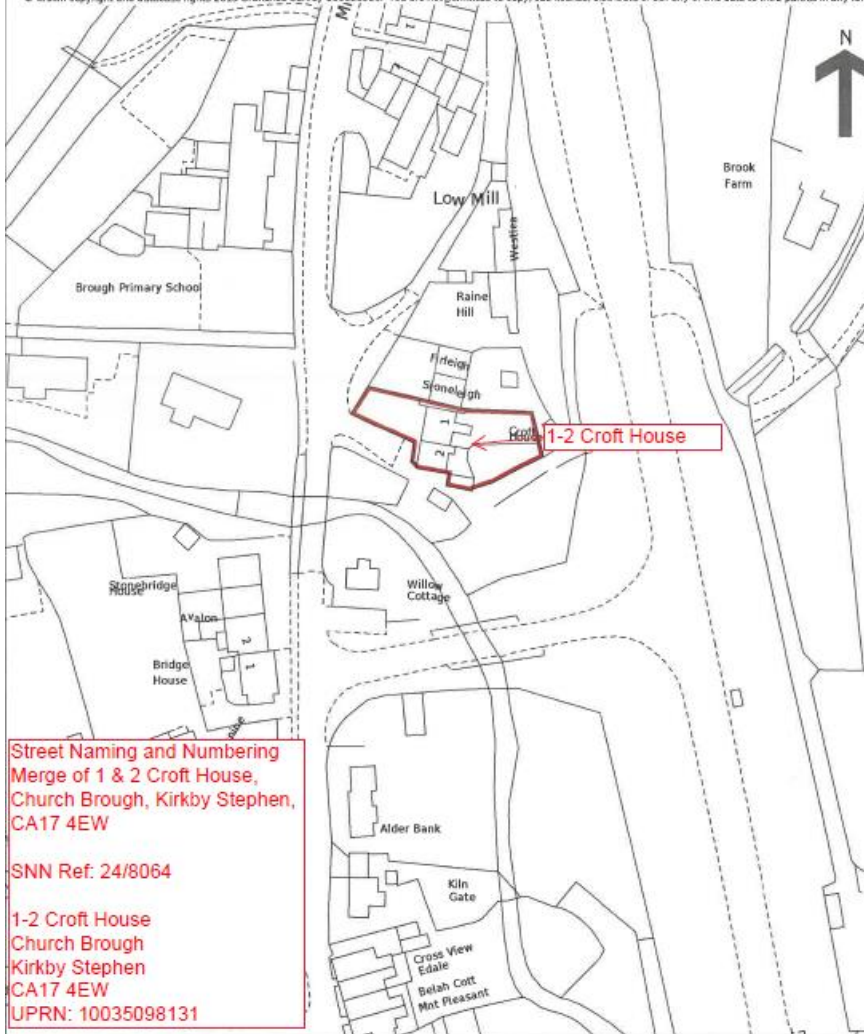 N
1
Low Mill
Westlea
Brook
Farm
Brough Primary School
Raine
Hill
Firleigh
Stoneleigh
1
2
Croft
House
1-2 Croft House
Stonebridge
House
Avalon
2
1
Bridge
House
Willow
Cottage
Street Naming and Numbering
Merge of 1 & 2 Croft House,
Church Brough, Kirkby Stephen,
CA17 4EW
SNN Ref: 24/8064
1-2 Croft House
Church Brough
Kirkby Stephen
CA17 4EW
UPRN: 10035098131
Alder Bank
Kiln
Gate
Cross View
Edale
Belah Cott
Mnt Pleasant